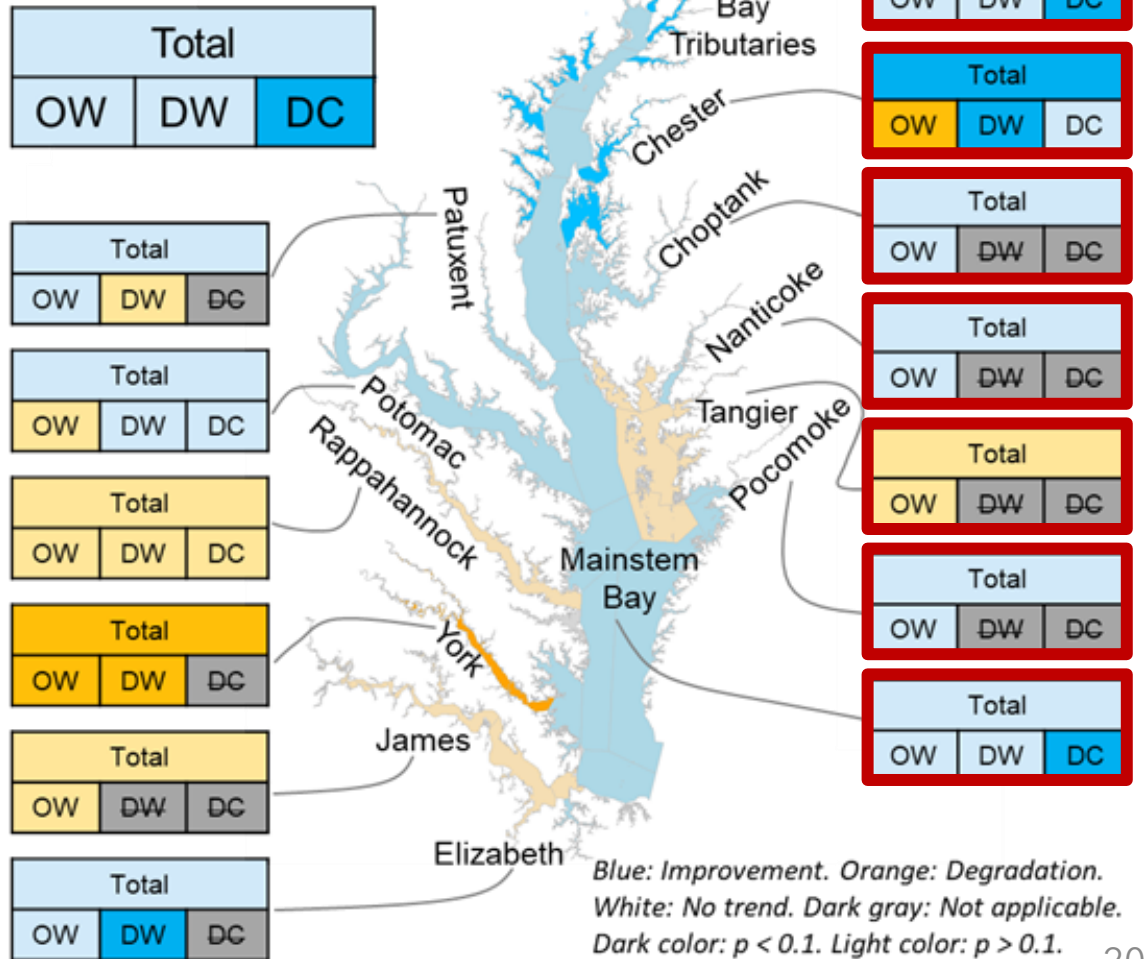 Total
OW DW DC
Total
OW DW DC
Total
OW DW DC
Total
OW DW DC
Total
OW DW DC
Total
OW DW DC
Total
OW DW DC
Bay
Tributaries
Chester
Choptank
Patuxent
Nanticoke
Potomac
Tangier
Rappahannock
Pocomoke
Mainstem
Bay
York
James
Elizabeth
OW DW DC
Total
OW DW DC
Total
OW DW DC
Total
OW DW DC
Total
OW DW DC
Total
OW DW DC
Total
OW DW DC
Blue: Improvement. Orange: Degradation.
White: No trend. Dark gray: Not applicable.
Dark color: p < 0.1. Light color: p > 0.1.